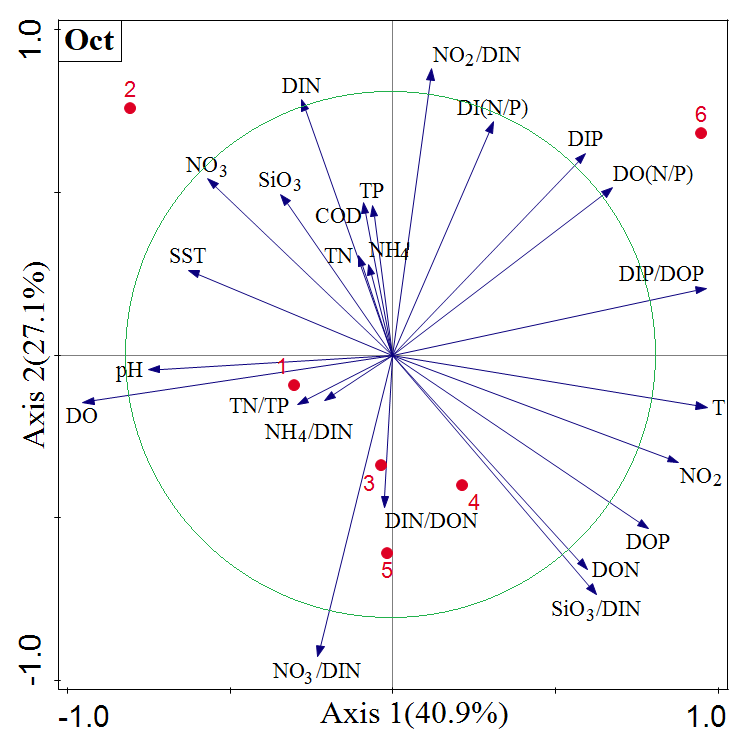 1.0
Oct
NO2/DIN
2
DIN
DI(N/P)
6
DIP
NO3
SiO3
TP
DO(N/P)
COD
TN
NH4
SST
DIP/DOP
Axis 2(27.1%)
pH
1
DO
TN/TP
T
NH4/DIN
3
NO2
4
DIN/DON
DOP
5
DON
SiO3/DIN
NO3/DIN
-1.0
-1.0
Axis 1(40.9%)
1.0